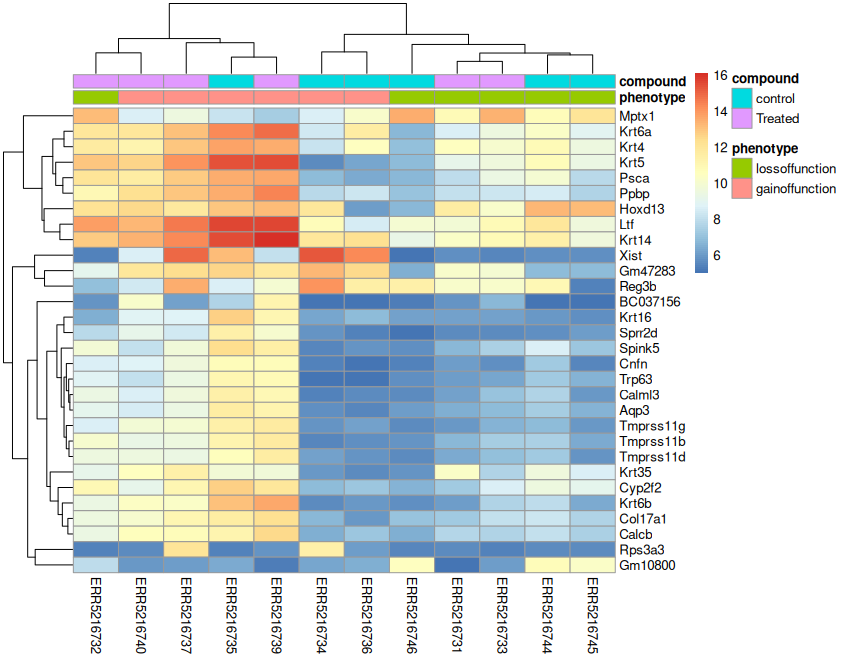 compound
phenotype
Mptx1
Krt6a
Krt4
Krt5
Psca
Ppbp
Hoxd13
Ltf
Krt14
Xist
Gm47283
Reg3b
BC037156
Krt16
Sprr2d
Spink5
Cnfn
Trp63
Calml3
Aqp3
Tmprss11g
Tmprss11b
Tmprss11d
Krt35
Cyp2f2
Krt6b
Col17a1
Calcb
Rps3a3
Gm10800
ERR5216732
ERR5216740
ERR5216737
ERR5216735
ERR5216739
ERR5216734
ERR5216736
ERR5216746
ERR5216731
ERR5216733
ERR5216744
ERR5216745
16
14
12
10
8
6
compound
control
Treated
phenotype
lossoffunction
gainoffunction